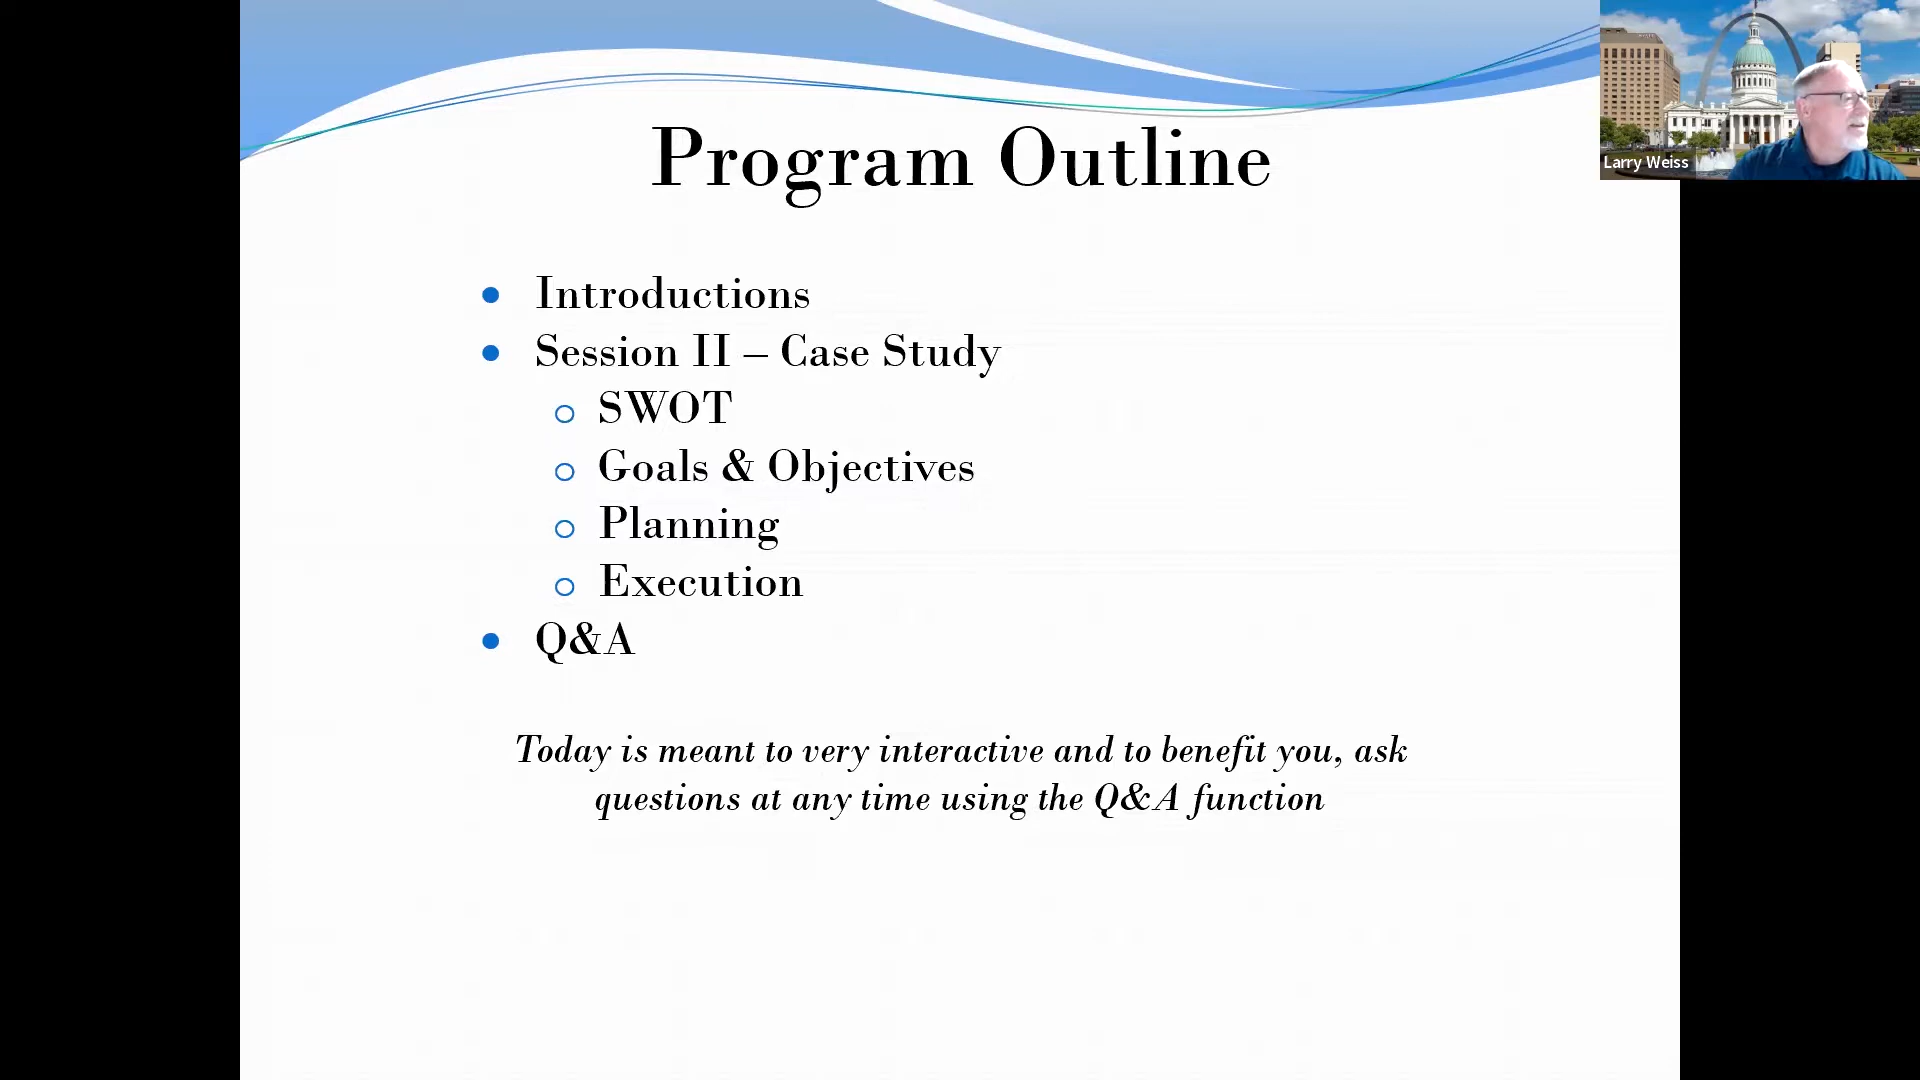 Program Outline
Larry Weiss
Introductions
Session II – Case Study
SWOT
Goals & Objectives
Planning
Execution
Q&A
Today is meant to very interactive and to benefit you, ask
questions at any time using the Q&A function